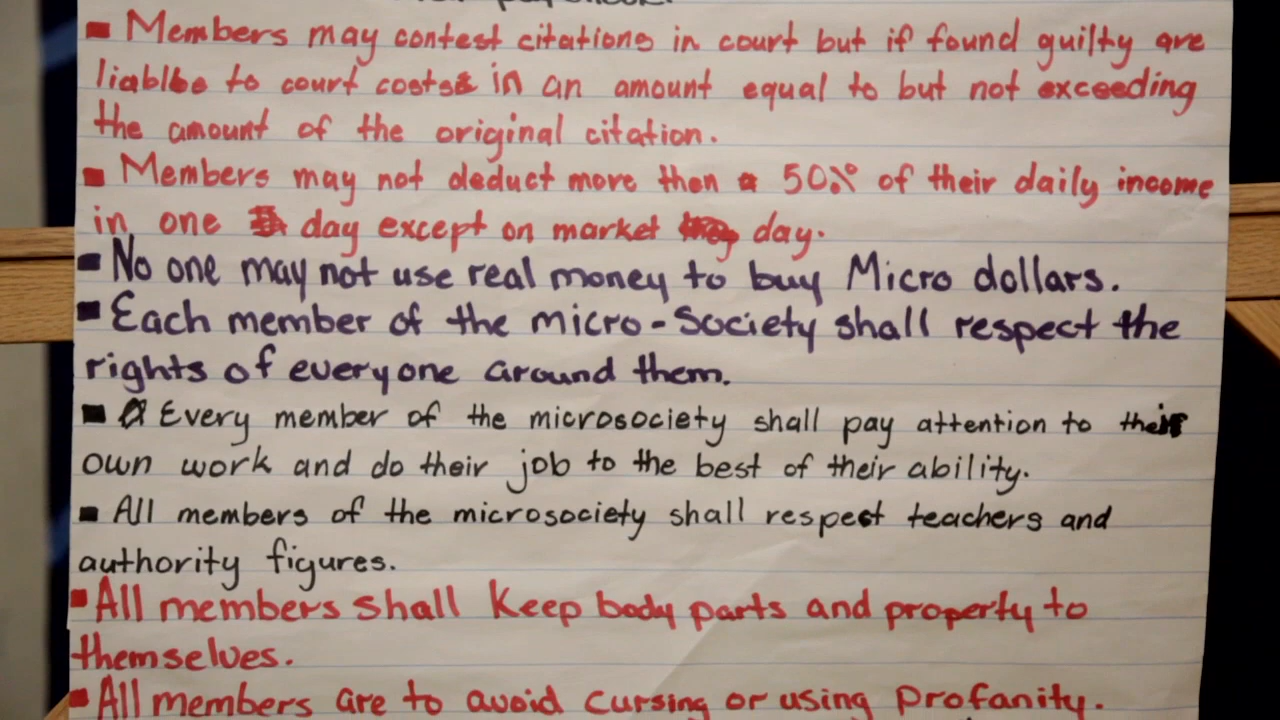 ▪ Members may contest citations in court but if found guilty are
liable to court costs in an amount equal to but not exceeding
the amount of the original citation.
▪ Members may not deduct more than 50% of their daily income
in one day except on market day.
▪ No one may not use real money to buy Micro dollars.
▪ Each member of the micro-society shall respect the
rights of everyone around them.
▪ Every member of the microsociety shall pay attention to their
own work and do their job to the best of their ability.
▪ All members of the microsociety shall respect teachers and
authority figures.
▪ All members shall Keep body parts and property to
themselves.
▪ All members are to avoid cursing or using profanity.